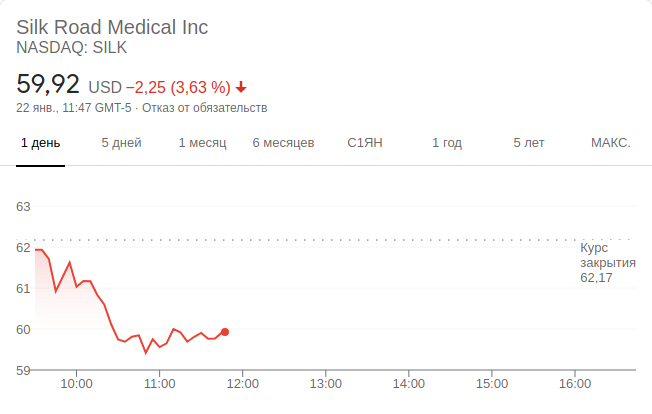 Silk Road Medical Inc
NASDAQ: SILK
59,92 USD −2,25 (3,63 %)
22 янв., 11:47 GMT-5 · Отказ от обязательств
1 день 5 дней 1 месяц 6 месяцев С1ЯН 1 год 5 лет МАКС.
63
62
61
60
59
Курс
закрытия
62,17
10:00 11:00 12:00 13:00 14:00 15:00 16:00